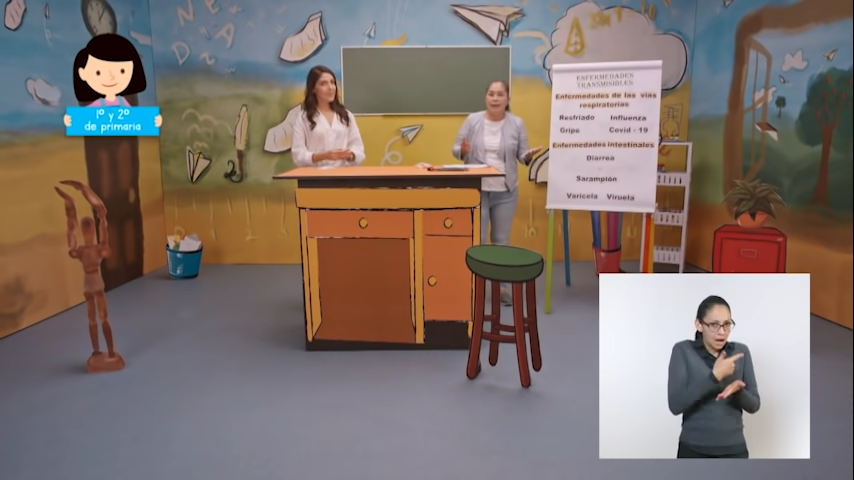 1º y 2º
de primaria
ENFERMEDADES
TRANSMISIBLES
Enfermedades de las vías
respiratorias
Resfriado Influenza
Gripe Covid - 19
Enfermedades intestinales
Diarrea
Sarampión
Varicela Viruela